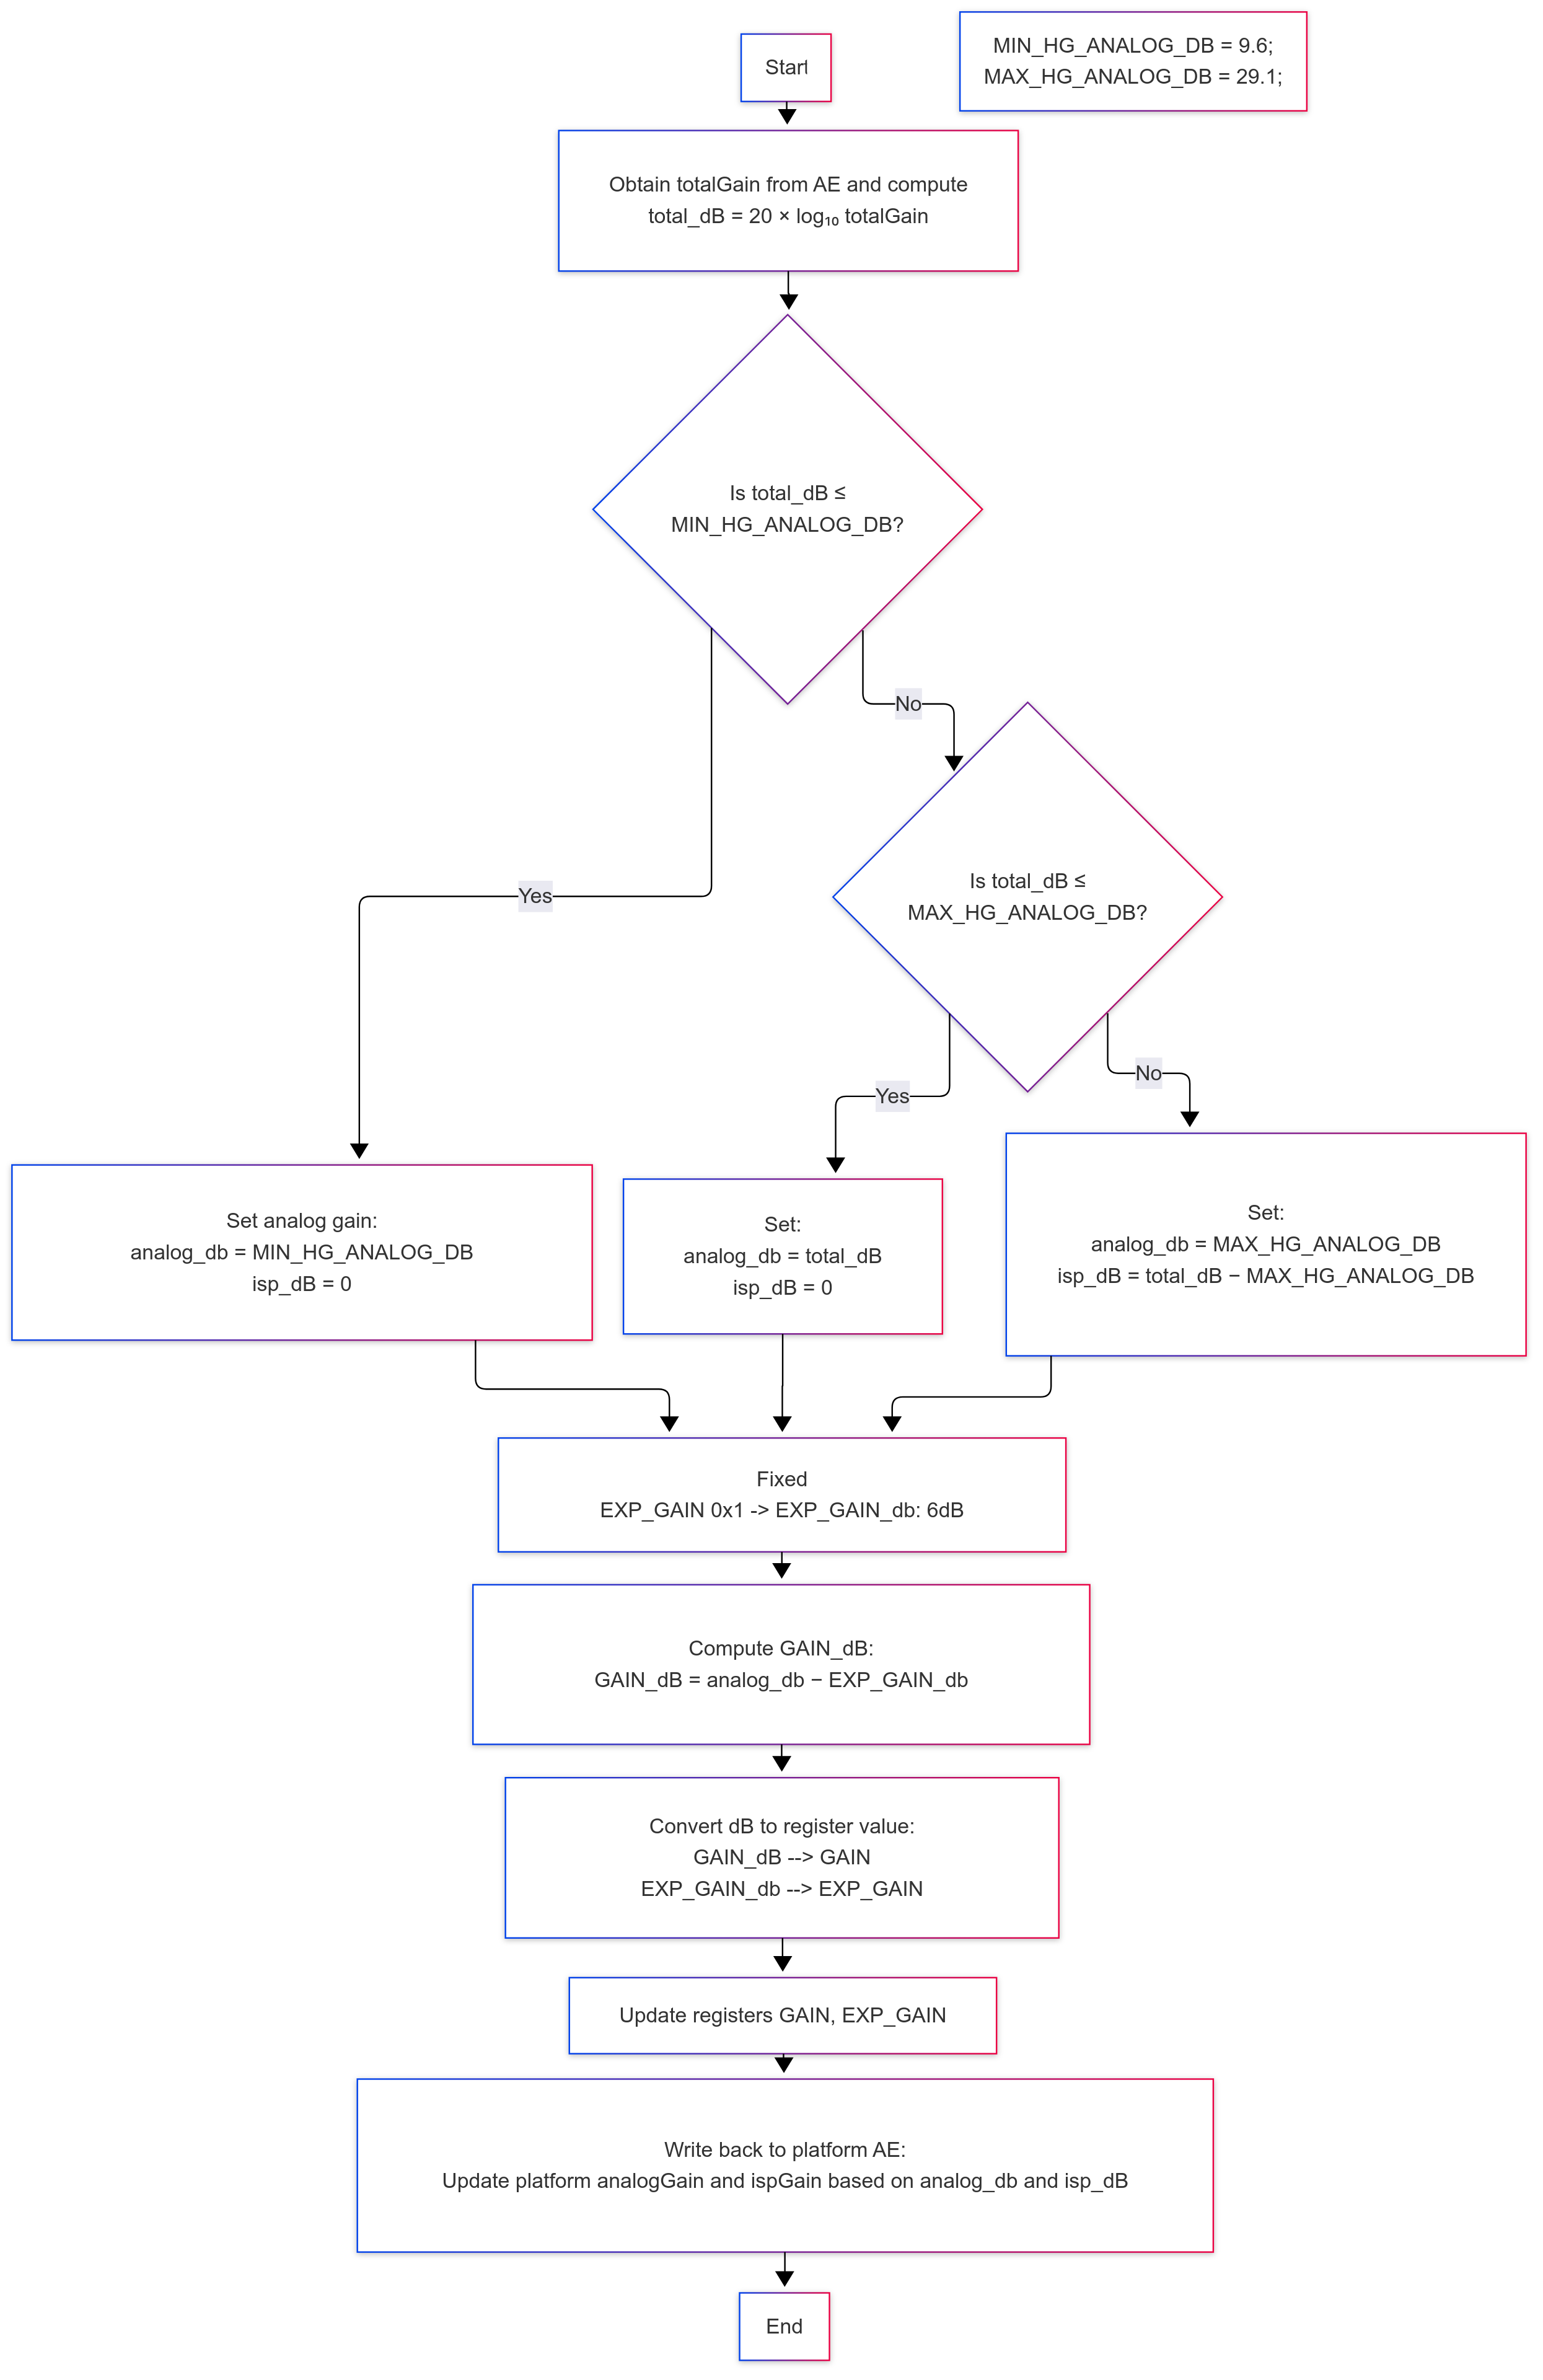 Start
MIN_HG_ANALOG_DB = 9.6;
MAX_HG_ANALOG_DB = 29.1;
Obtain totalGain from AE and compute
total_dB = 20 × log₁₀ totalGain
Is total_dB ≤
MIN_HG_ANALOG_DB?
No
Yes
Is total_dB ≤
MAX_HG_ANALOG_DB?
Yes
No
Set analog gain:
analog_db = MIN_HG_ANALOG_DB
isp_dB = 0
Set:
analog_db = total_dB
isp_dB = 0
Set:
analog_db = MAX_HG_ANALOG_DB
isp_dB = total_dB − MAX_HG_ANALOG_DB
Fixed
EXP_GAIN 0x1 -> EXP_GAIN_db: 6dB
Compute GAIN_dB:
GAIN_dB = analog_db − EXP_GAIN_db
Convert dB to register value:
GAIN_dB --> GAIN
EXP_GAIN_db --> EXP_GAIN
Update registers GAIN, EXP_GAIN
Write back to platform AE:
Update platform analogGain and ispGain based on analog_db and isp_dB
End